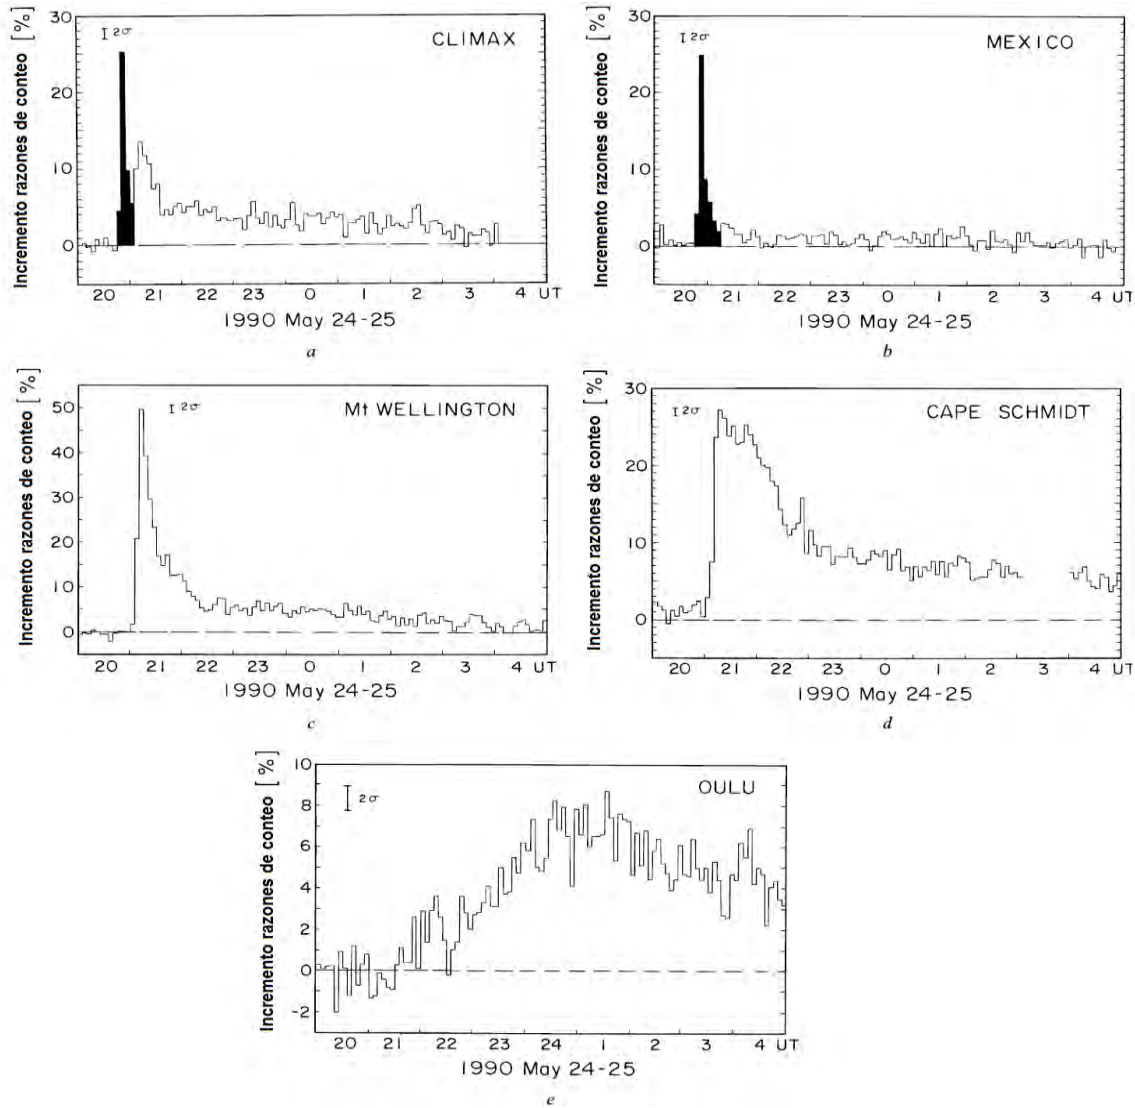 Incremento razones de conteo [%]
30
20
10
0
I 2σ
CLIMAX
20 21 22 23 0 1 2 3 4 UT
1990 May 24-25
a
Incremento razones de conteo [%]
30
20
10
0
I 2σ
MEXICO
20 21 22 23 0 1 2 3 4 UT
1990 May 24-25
b
Incremento razones de conteo [%]
50
40
30
20
10
0
I 2σ
Mt WELLINGTON
20 21 22 23 0 1 2 3 4 UT
1990 May 24-25
c
Incremento razones de conteo [%]
30
20
10
0
I 2σ
CAPE SCHMIDT
20 21 22 23 0 1 2 3 4 UT
1990 May 24-25
d
Incremento razones de conteo [%]
10
8
6
4
2
0
-2
I 2σ
OULU
20 21 22 23 24 1 2 3 4 UT
1990 May 24-25
e